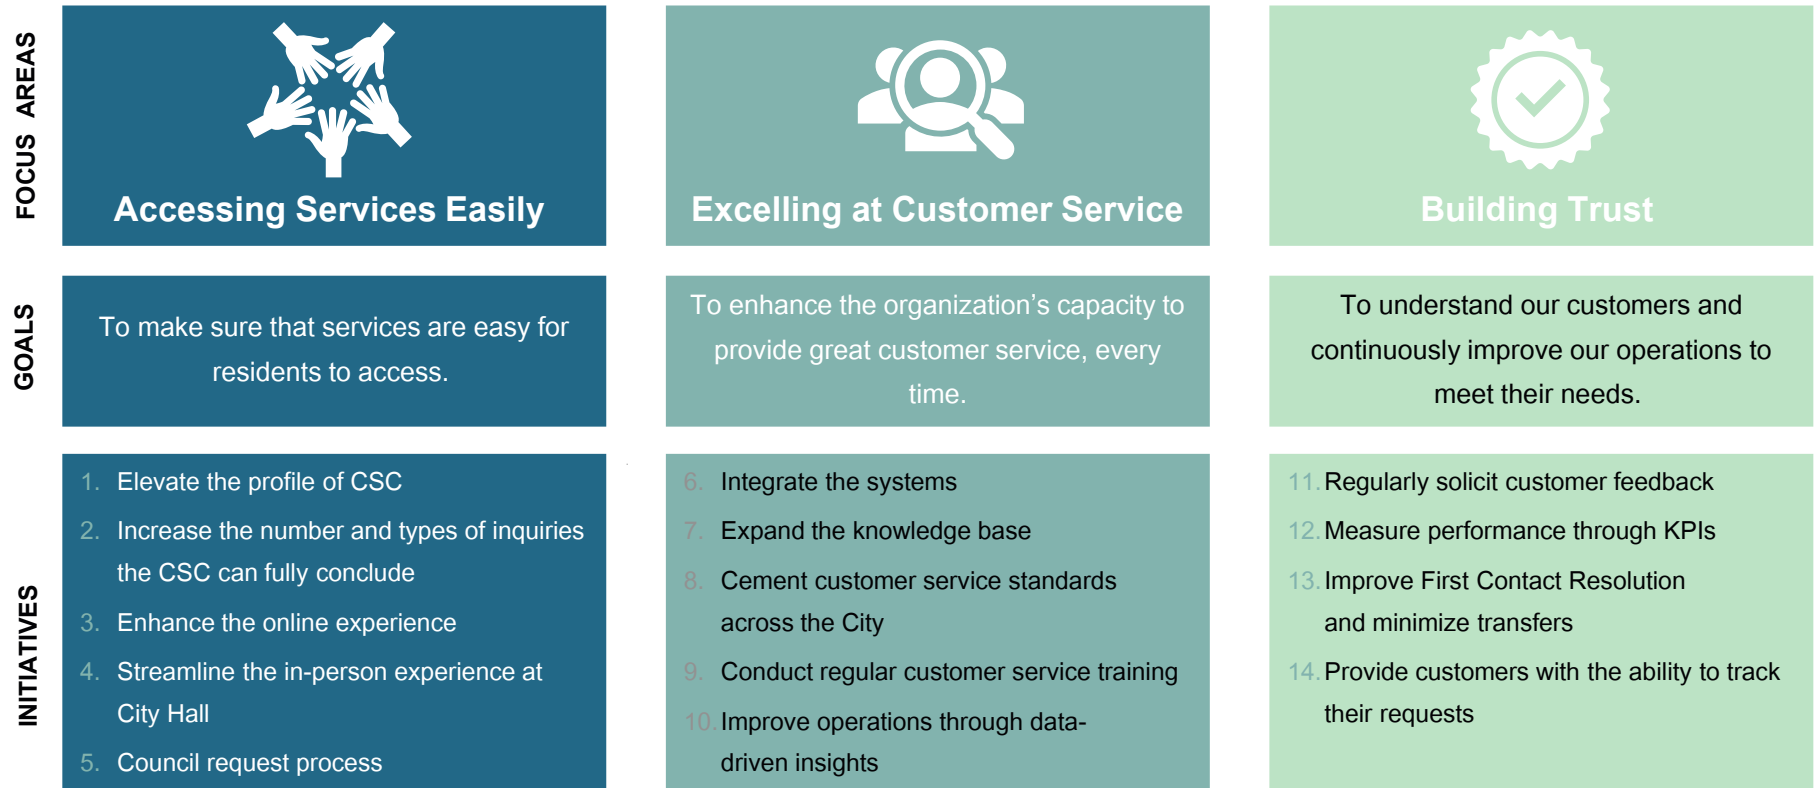 FOCUS AREAS
Accessing Services Easily
Excelling at Customer Service
Building Trust
GOALS
To make sure that services are easy for
residents to access.
To enhance the organization’s capacity to
provide great customer service, every
time.
To understand our customers and
continuously improve our operations to
meet their needs.
INITIATIVES
1. Elevate the profile of CSC
2. Increase the number and types of inquiries
the CSC can fully conclude
3. Enhance the online experience
4. Streamline the in-person experience at
City Hall
5. Council request process
6. Integrate the systems
7. Expand the knowledge base
8. Cement customer service standards
across the City
9. Conduct regular customer service training
10. Improve operations through data-
driven insights
11. Regularly solicit customer feedback
12. Measure performance through KPIs
13. Improve First Contact Resolution
and minimize transfers
14. Provide customers with the ability to track
their requests